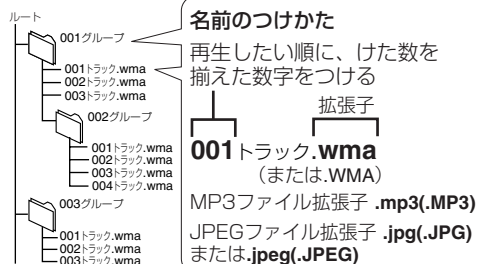 ルート
001グループ
001トラック.wma
002トラック.wma
003トラック.wma
002グループ
001トラック.wma
002トラック.wma
003トラック.wma
004トラック.wma
003グループ
001トラック.wma
002トラック.wma
003トラック.wma
名前のつけかた
再生したい順に、けた数を
揃えた数字をつける
拡張子
001トラック.wma
（または.WMA）
MP3ファイル拡張子 .mp3(.MP3)
JPEGファイル拡張子 .jpg(.JPG)
または.jpeg(.JPEG)